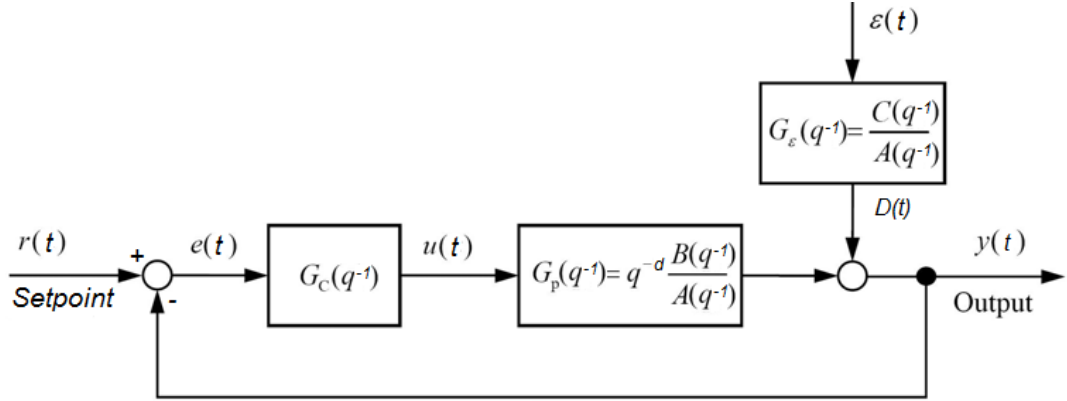 ε(t)
G_ε(q⁻¹)= C(q⁻¹)/A(q⁻¹)
D(t)
r(t)
+
e(t)
u(t)
y(t)
Setpoint
-
G_C(q⁻¹)
G_p(q⁻¹)= q⁻ᵈ B(q⁻¹)/A(q⁻¹)
Output